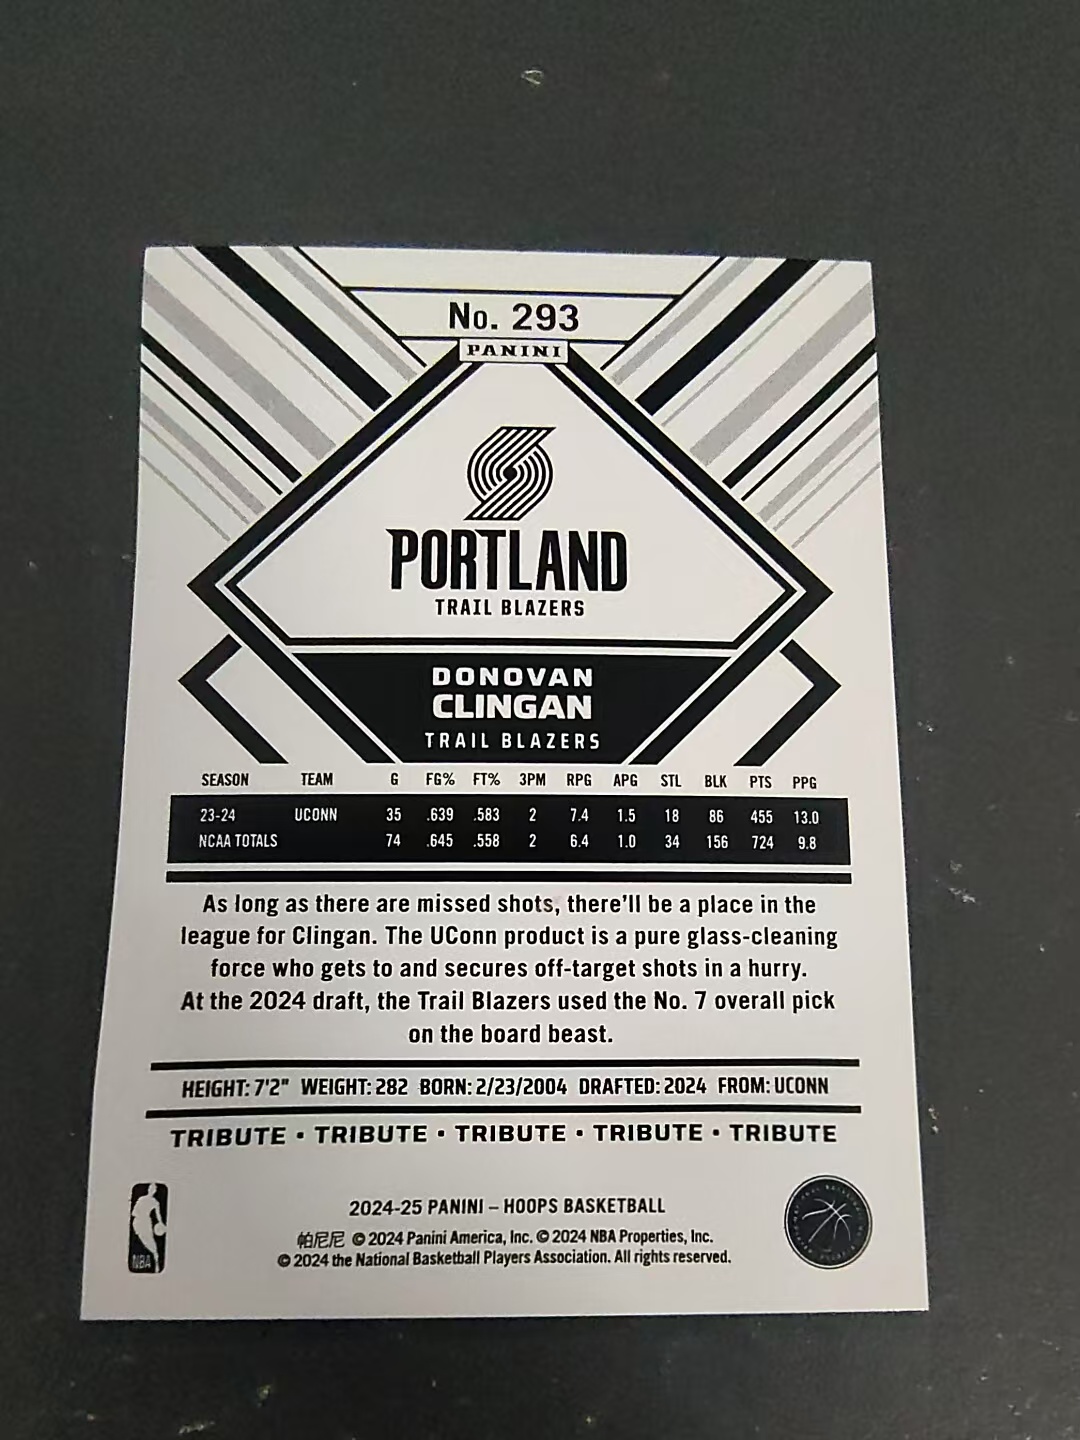 No. 293
PANINI
PORTLAND
TRAIL BLAZERS
DONOVAN
CLINGAN
TRAIL BLAZERS
SEASON TEAM G FG% FT% 3PM RPG APG STL BLK PTS PPG
23-24 UCONN 35 .639 .583 2 7.4 1.5 18 86 455 13.0
NCAA TOTALS 74 .645 .558 2 6.4 1.0 34 156 724 9.8
As long as there are missed shots, there'll be a place in the
league for Clingan. The UConn product is a pure glass-cleaning
force who gets to and secures off-target shots in a hurry.
At the 2024 draft, the Trail Blazers used the No. 7 overall pick
on the board beast.
HEIGHT: 7'2" WEIGHT: 282 BORN: 2/23/2004 DRAFTED: 2024 FROM: UCONN
TRIBUTE • TRIBUTE • TRIBUTE • TRIBUTE • TRIBUTE
2024-25 PANINI – HOOPS BASKETBALL
帕尼尼 © 2024 Panini America, Inc. © 2024 NBA Properties, Inc.
© 2024 the National Basketball Players Association. All rights reserved.
NBA